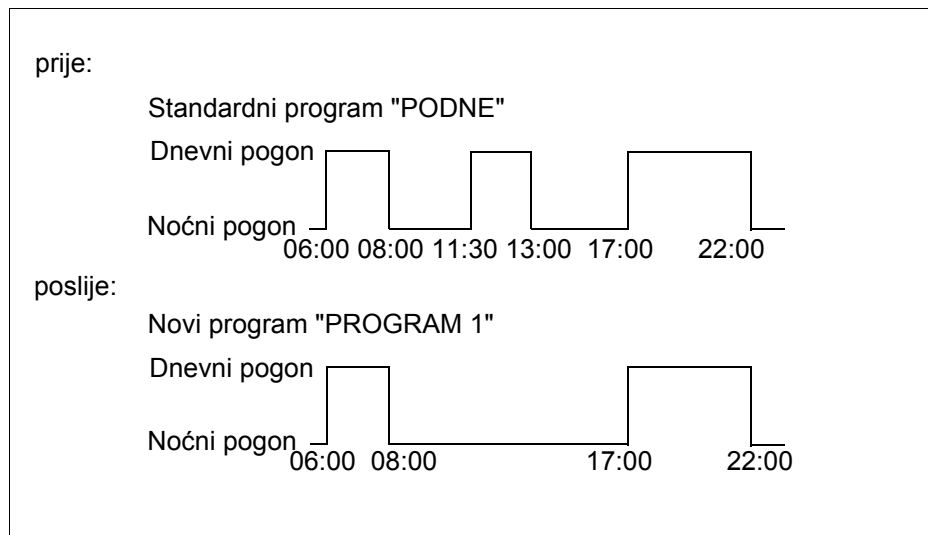 prije:
Standardni program "PODNE"
Dnevni pogon
Noćni pogon
06:00 08:00 11:30 13:00 17:00 22:00
poslije:
Novi program "PROGRAM 1"
Dnevni pogon
Noćni pogon
06:00 08:00 17:00 22:00